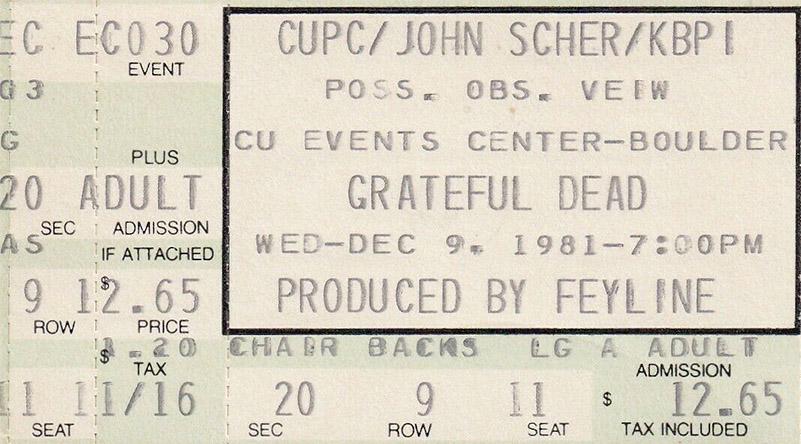 EC EC030 CUPC/JOHN SCHER/KBPI
EVENT
03 POSS. OBS. VEIW
G CU EVENTS CENTER-BOULDER
PLUS
20 ADULT GRATEFUL DEAD
SEC ADMISSION
AS IF ATTACHED WED-DEC 9. 1981-7:00PM
9 $ 12.65 PRODUCED BY FEYLINE
ROW PRICE
$ 1.20 CHAIR BACKS LG A ADULT
TAX ADMISSION
11 11/16 20 9 11 $ 12.65
SEAT SEC ROW SEAT TAX INCLUDED